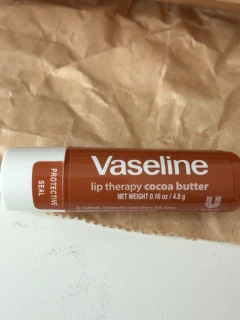 PROTECTIVE
SEAL
Vaseline
lip therapy cocoa butter
NET WEIGHT 0.16 oz / 4.8 g